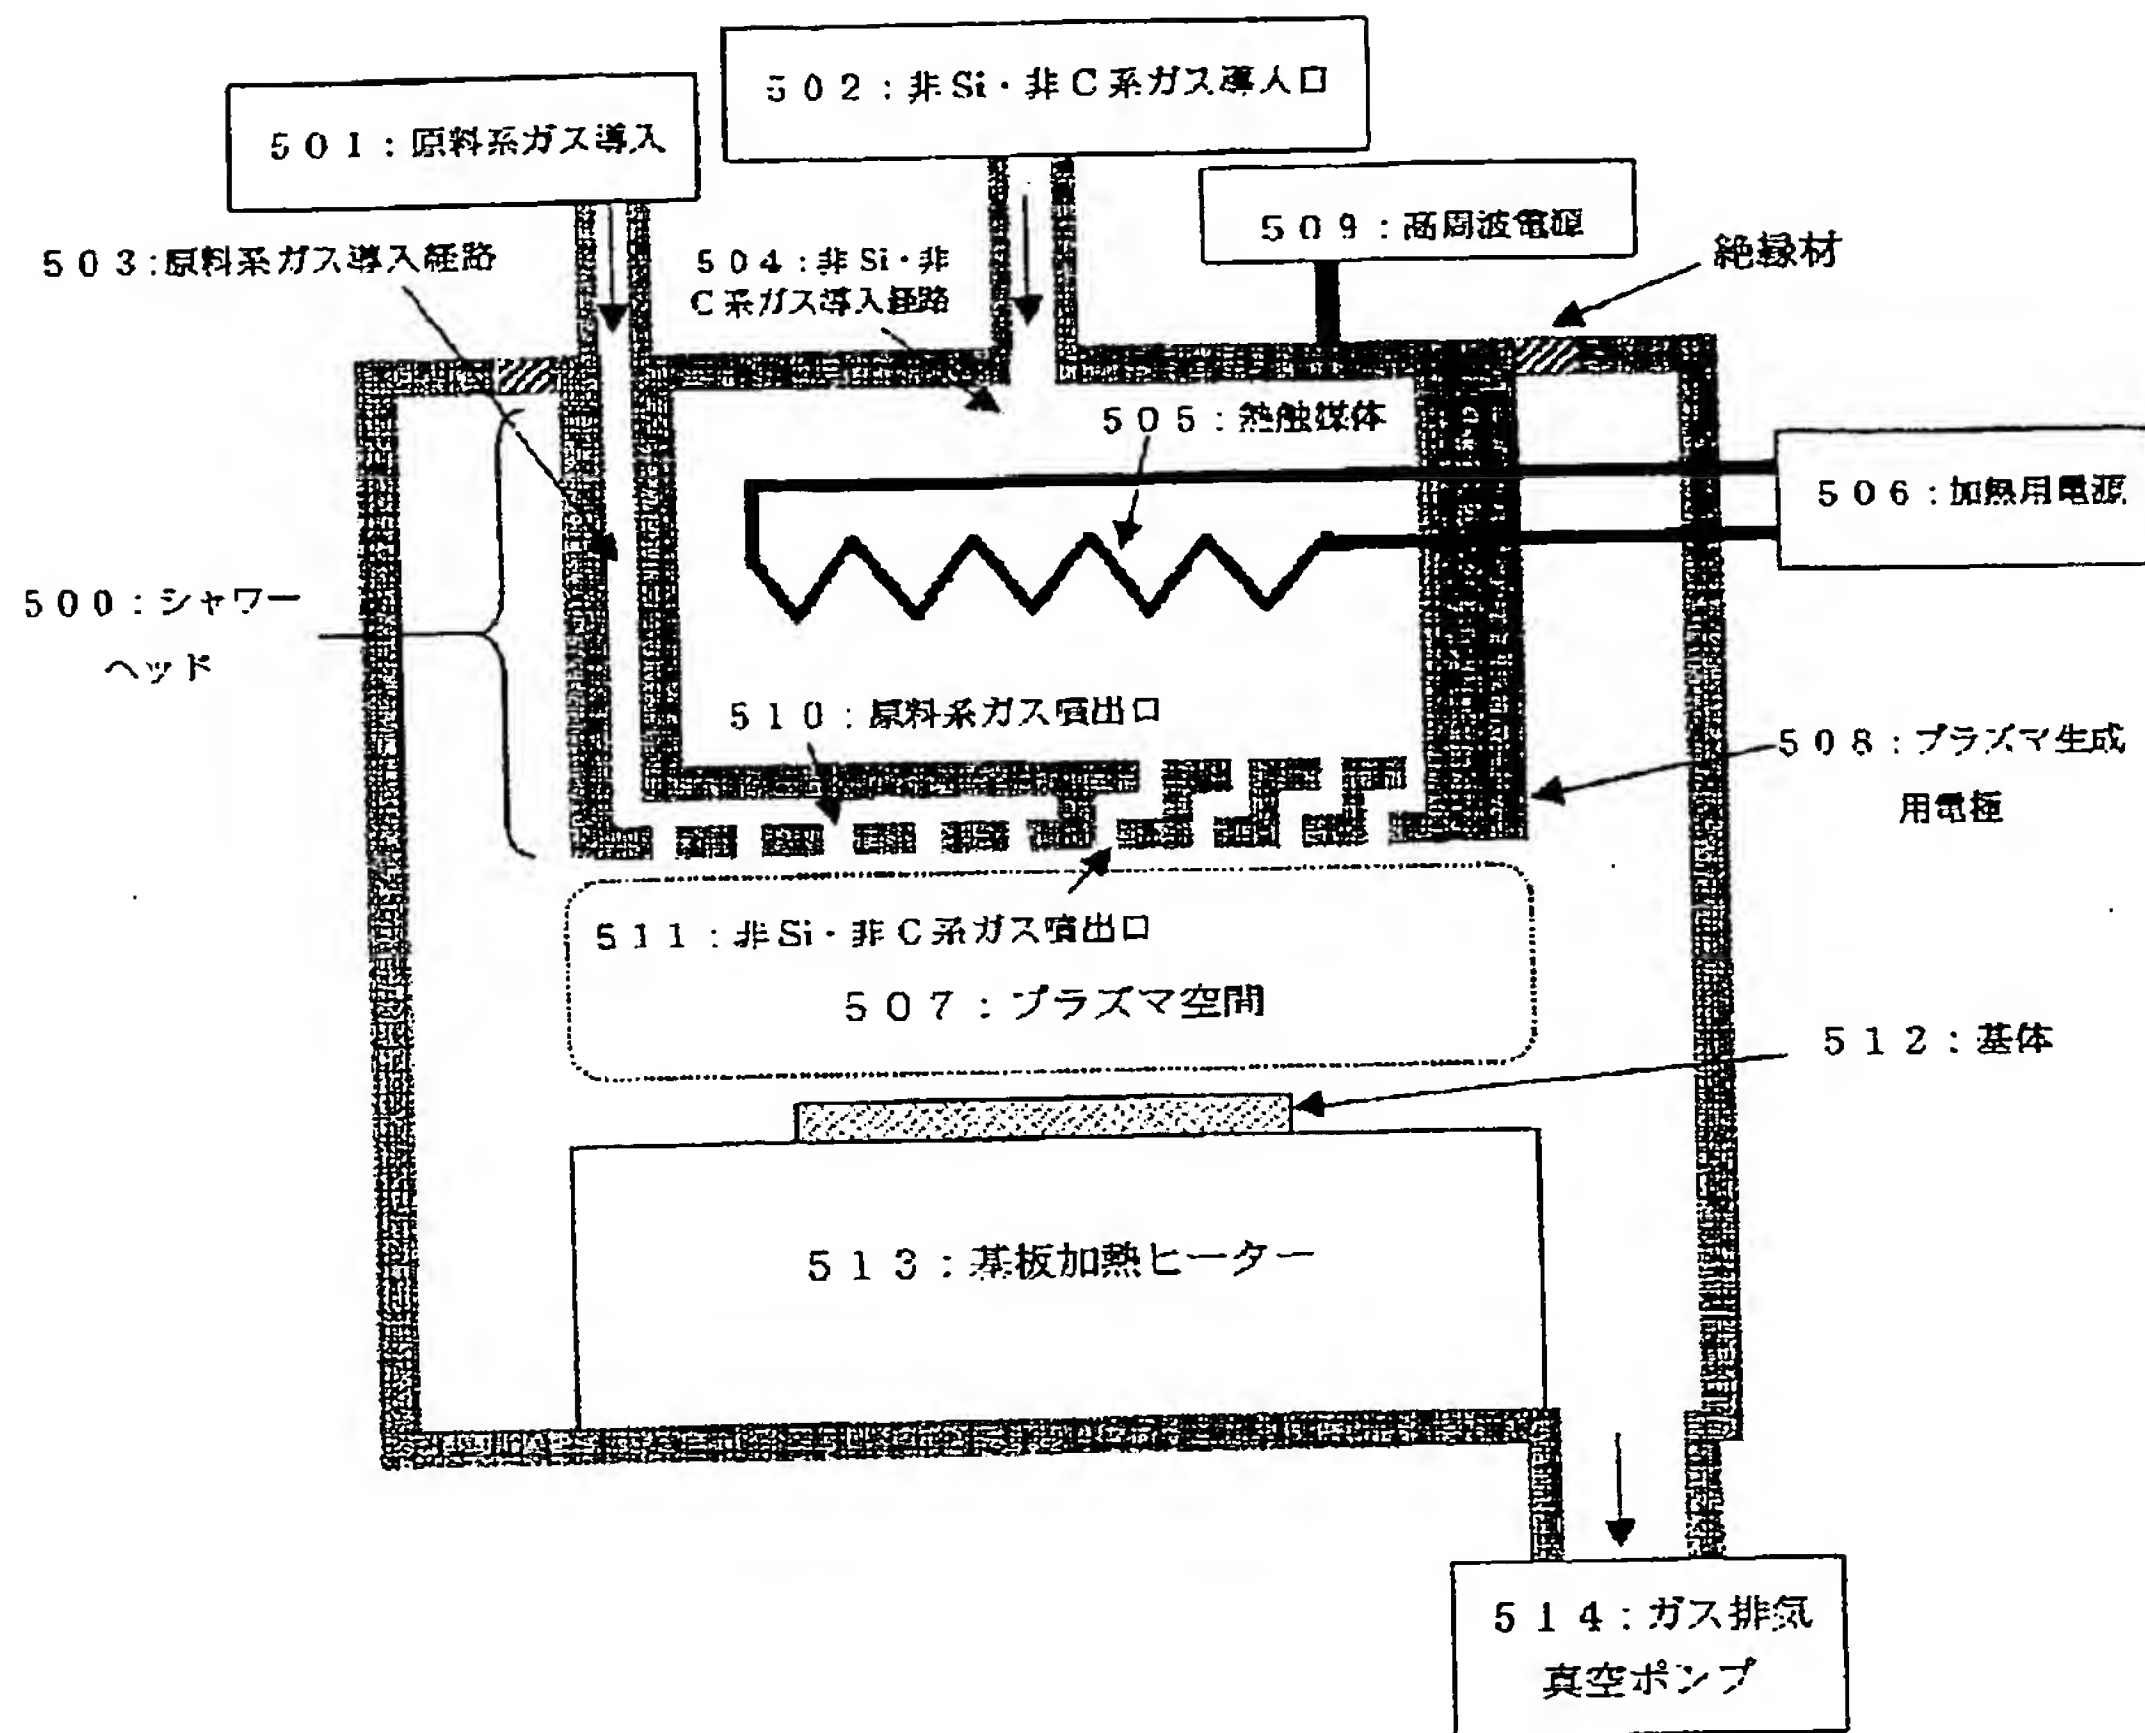 502:非Si・非C系ガス導入口
501:原料系ガス導入
509:高周波電源
絶縁材
503:原料系ガス導入経路
504:非Si・非
C系ガス導入経路
505:熱触媒体
506:加熱用電源
500:シャワー
ヘッド
510:原料系ガス噴出口
508:プラズマ生成
用電極
511:非Si・非C系ガス噴出口
507:プラズマ空間
512:基体
513:基板加熱ヒーター
514:ガス排気
真空ポンプ